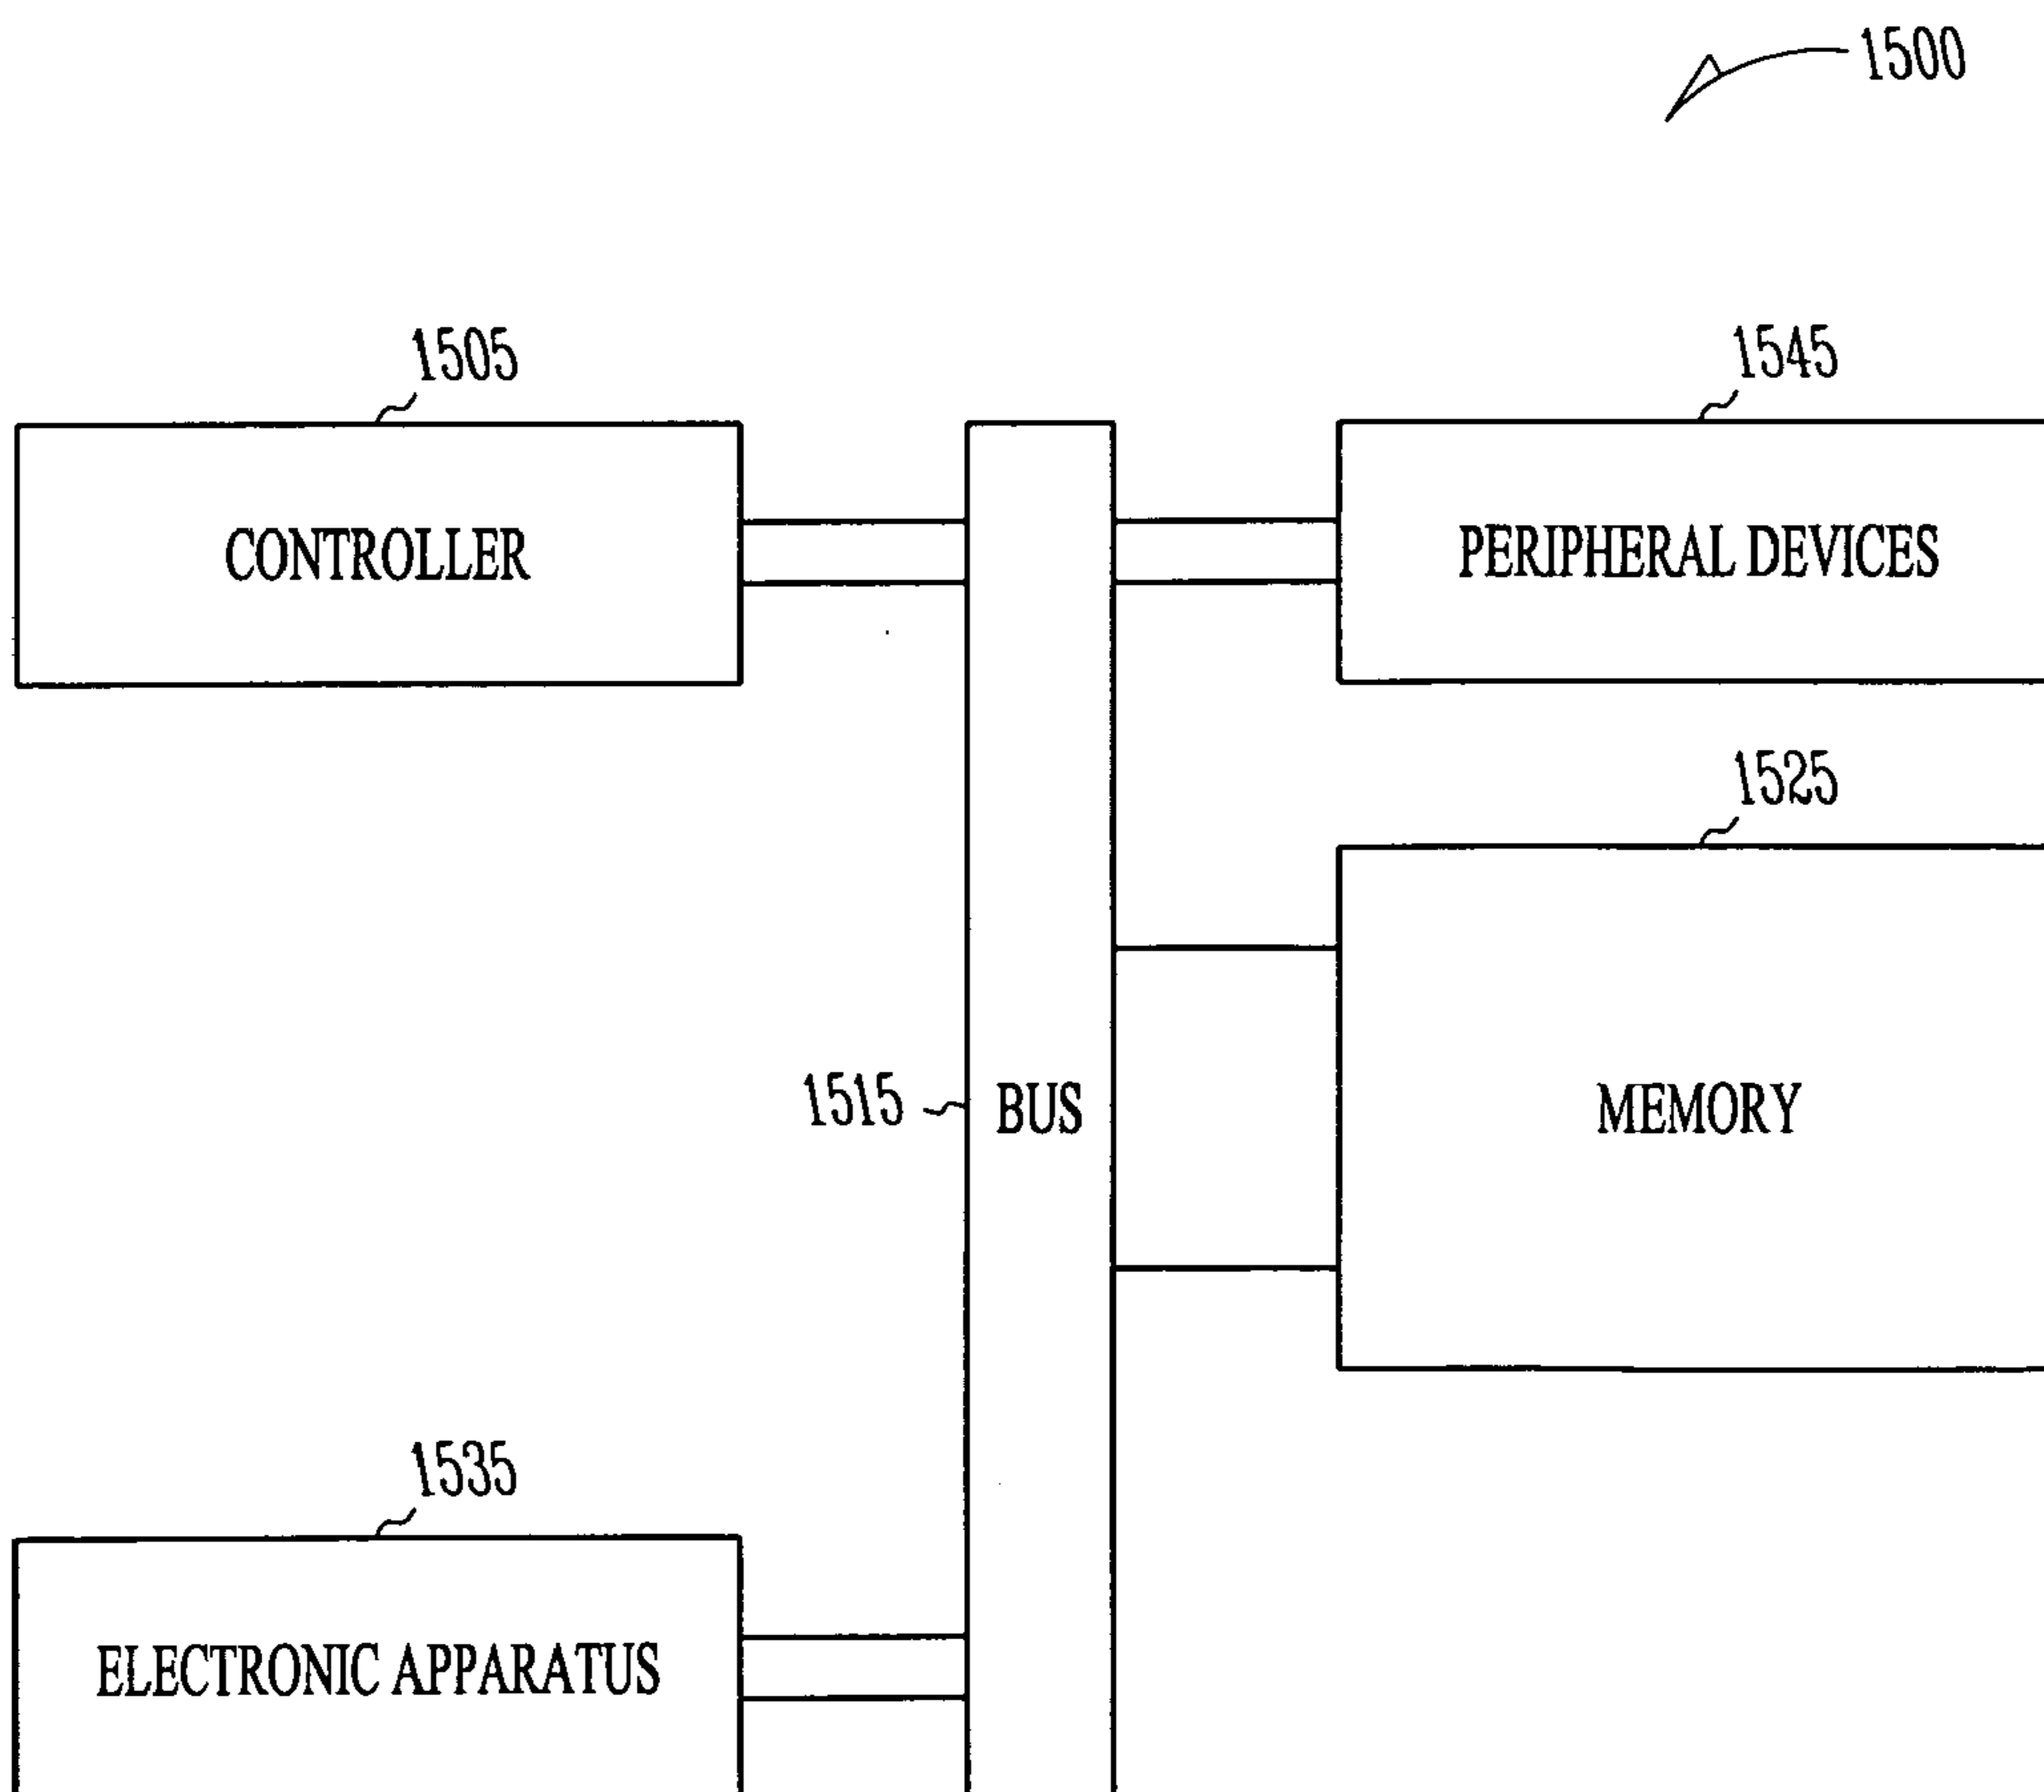 1500
1505
1545
CONTROLLER
PERIPHERAL DEVICES
1525
1515
BUS
MEMORY
1535
ELECTRONIC APPARATUS